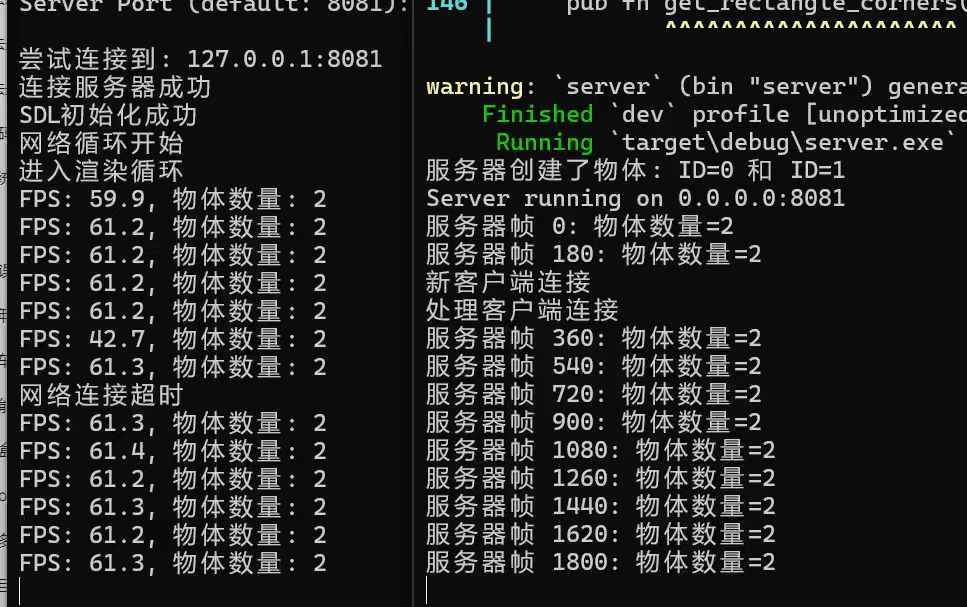 Server Port (default: 8081):
尝试连接到: 127.0.0.1:8081
连接服务器成功
SDL初始化成功
网络循环开始
进入渲染循环
FPS: 59.9, 物体数量: 2
FPS: 61.2, 物体数量: 2
FPS: 61.2, 物体数量: 2
FPS: 61.2, 物体数量: 2
FPS: 61.2, 物体数量: 2
FPS: 42.7, 物体数量: 2
FPS: 61.3, 物体数量: 2
网络连接超时
FPS: 61.3, 物体数量: 2
FPS: 61.4, 物体数量: 2
FPS: 61.2, 物体数量: 2
FPS: 61.3, 物体数量: 2
FPS: 61.2, 物体数量: 2
FPS: 61.3, 物体数量: 2
146 | pub fn get_rectangle_corners(
| ^^^^^^^^^^^^^^^^^^^^^
warning: `server` (bin "server") genera
Finished `dev` profile [unoptimized
Running `target\debug\server.exe`
服务器创建了物体: ID=0 和 ID=1
Server running on 0.0.0.0:8081
服务器帧 0: 物体数量=2
服务器帧 180: 物体数量=2
新客户端连接
处理客户端连接
服务器帧 360: 物体数量=2
服务器帧 540: 物体数量=2
服务器帧 720: 物体数量=2
服务器帧 900: 物体数量=2
服务器帧 1080: 物体数量=2
服务器帧 1260: 物体数量=2
服务器帧 1440: 物体数量=2
服务器帧 1620: 物体数量=2
服务器帧 1800: 物体数量=2